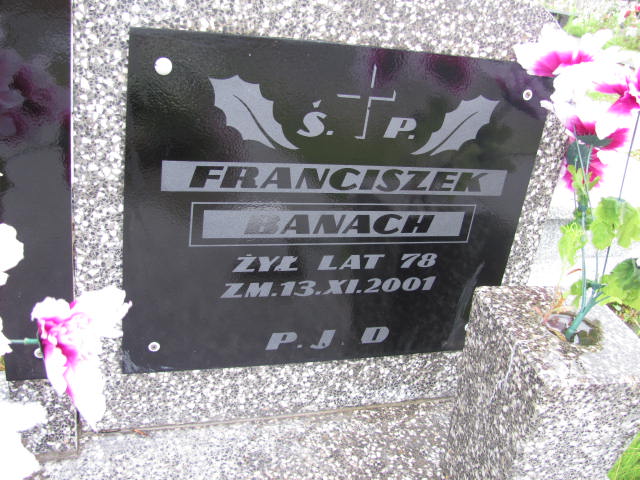 Ś. P.
FRANCISZEK
BANACH
ŻYŁ LAT 78
ZM.13.XI.2001
P.J.D